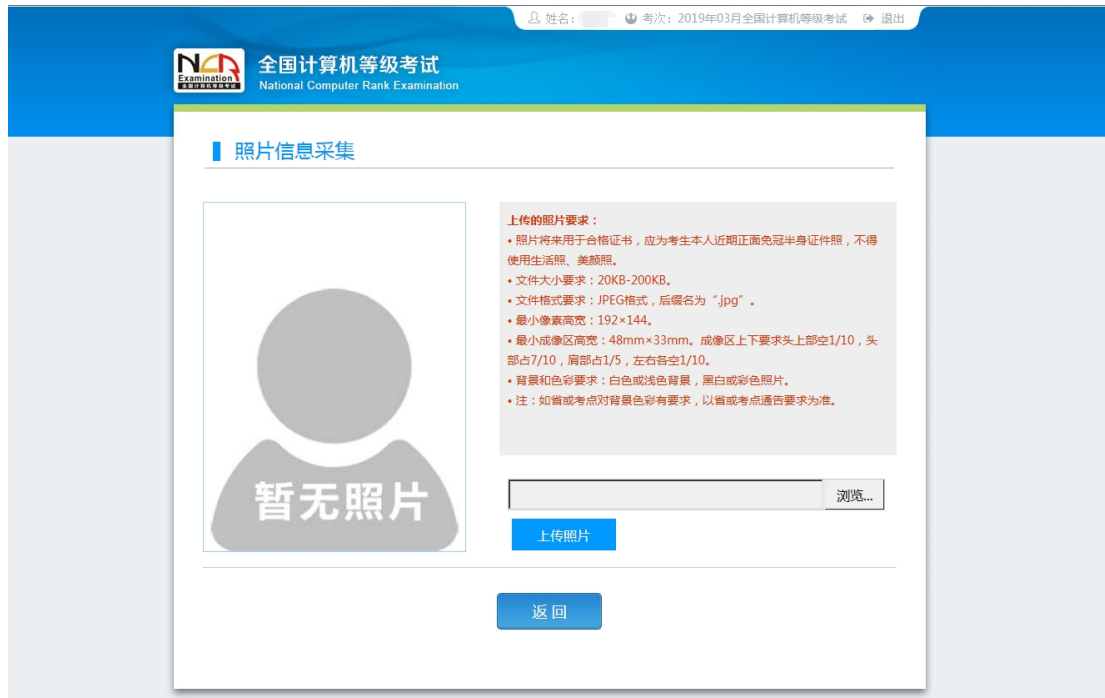 姓名： 考次：2019年03月全国计算机等级考试 退出
NCR
Examination
全国计算机等级考试
National Computer Rank Examination
照片信息采集
上传的照片要求：
• 照片将来用于合格证书，应为考生本人近期正面免冠半身证件照，不得
使用生活照、美颜照。
• 文件大小要求：20KB-200KB。
• 文件格式要求：JPEG格式，后缀名为“.jpg”。
• 最小像素高宽：192×144。
• 最小成像区高宽：48mm×33mm。成像区上下要求头上部空1/10，头
部占7/10，肩部占1/5，左右各空1/10。
• 背景和色彩要求：白色或浅色背景，黑白或彩色照片。
• 注：如省或考点对背景色彩有要求，以省或考点通告要求为准。
暂无照片
浏览...
上传照片
返回